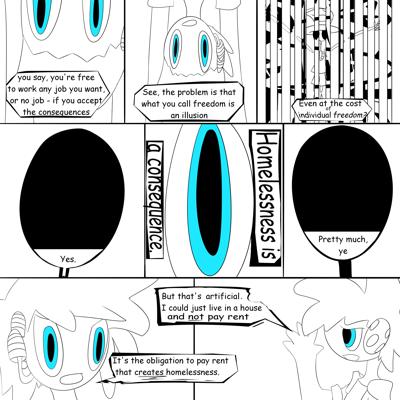 you say, you're free
to work any job you want,
or no job - if you accept
the consequences
See, the problem is that
what you call freedom is
an illusion
Even at the cost
of
individual freedom?
Yes.
Homelessness is
a consequence.
Pretty much,
ye
But that's artificial.
I could just live in a house
and not pay rent
It's the obligation to pay rent
that creates homelessness.